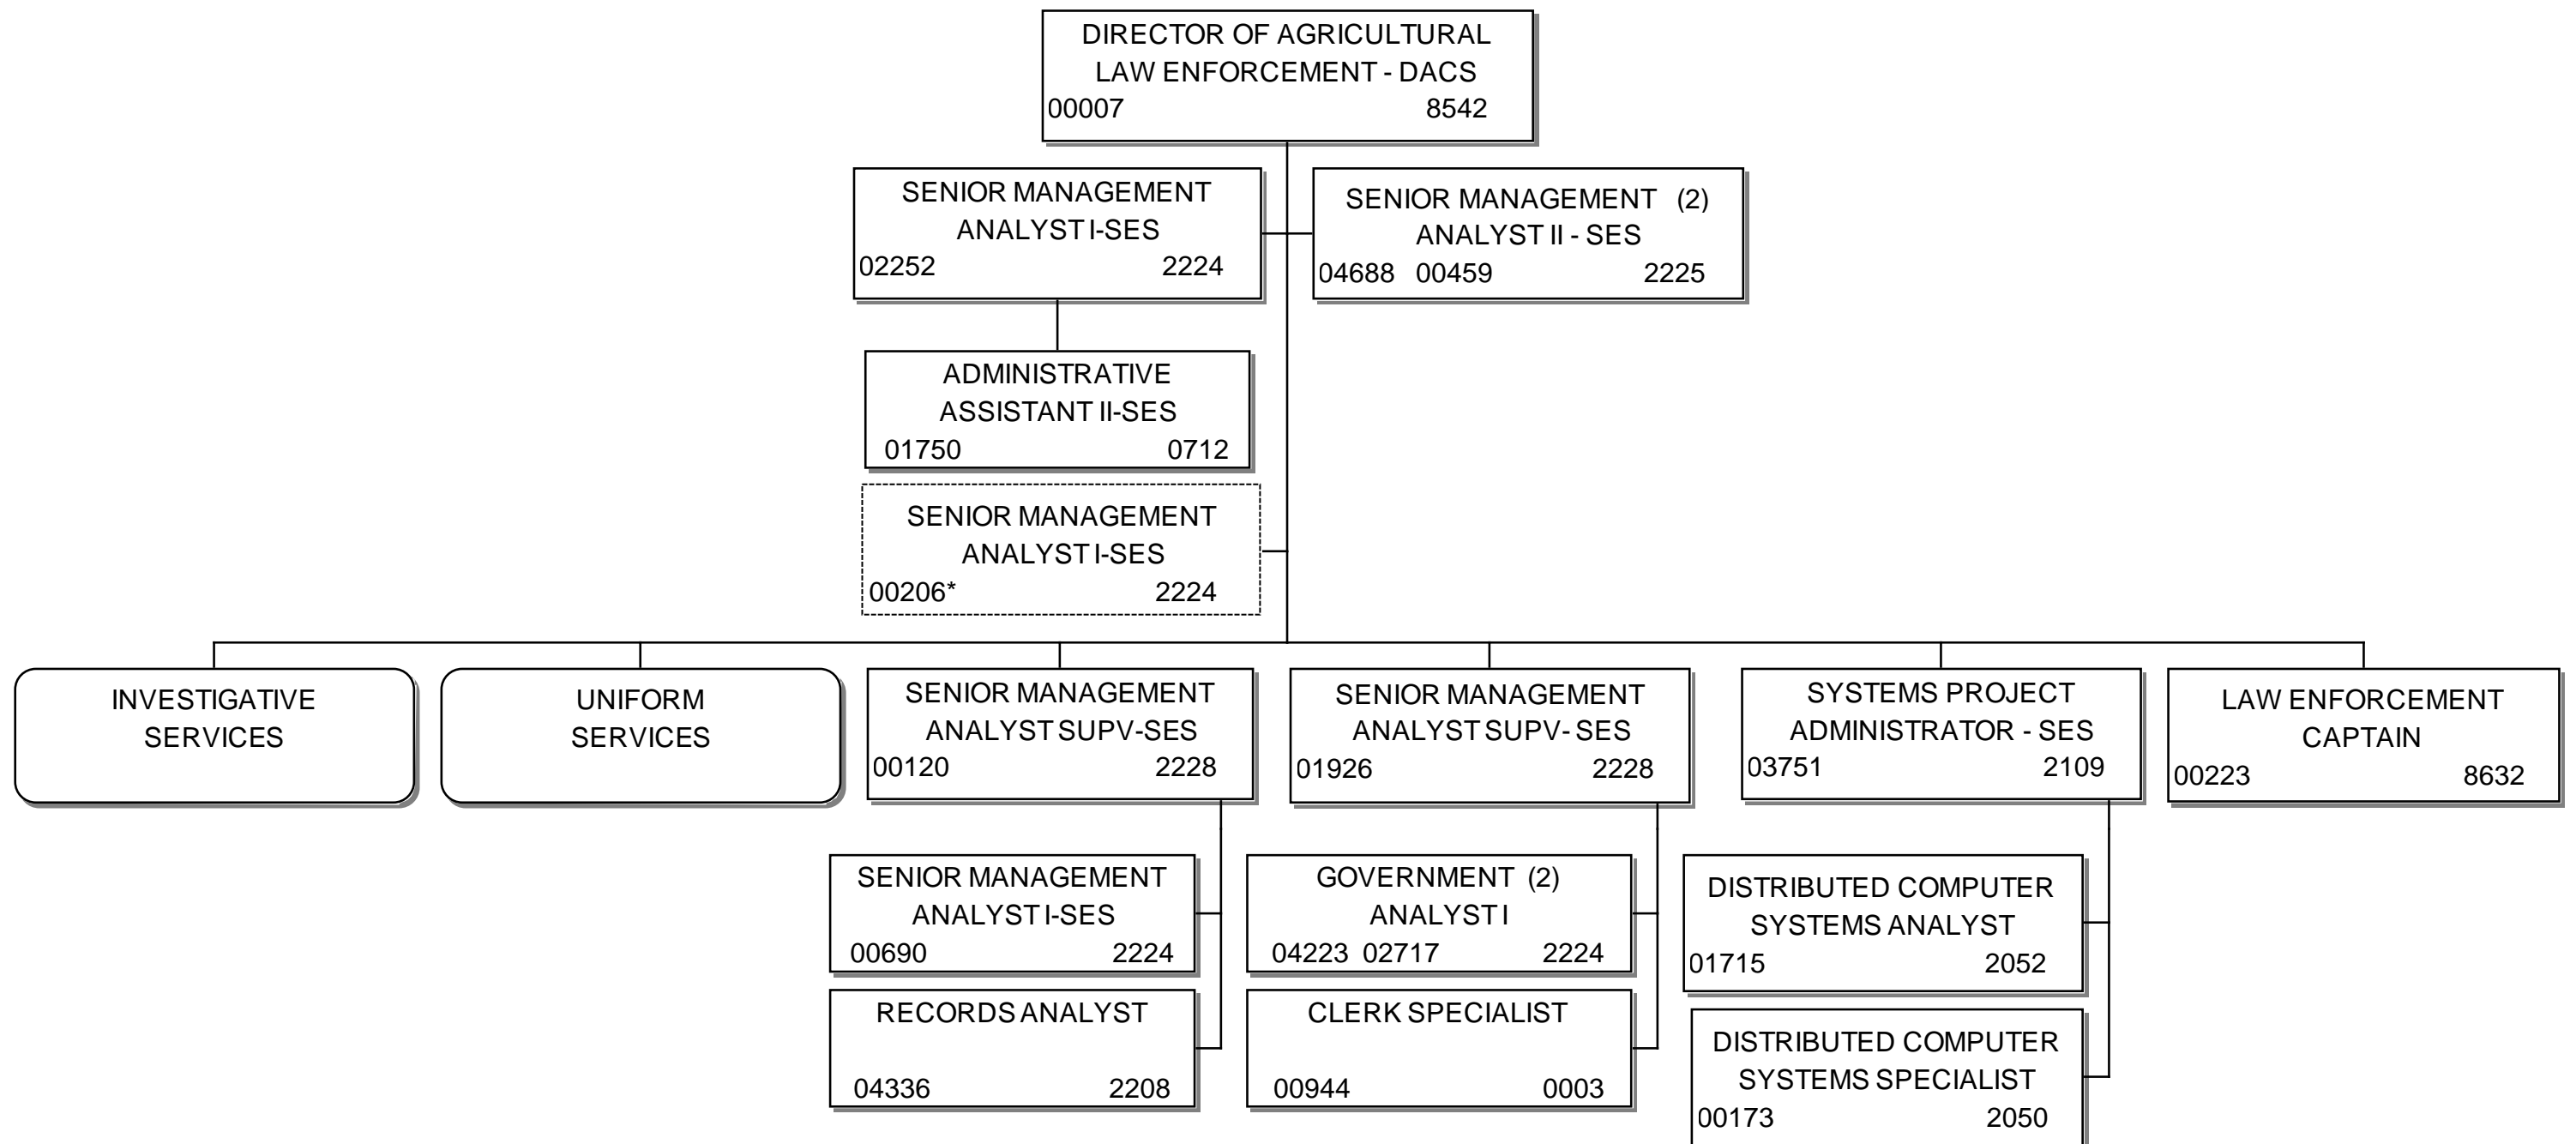 DIRECTOR OF AGRICULTURAL
LAW ENFORCEMENT - DACS
00007 8542
SENIOR MANAGEMENT
ANALYST I-SES
02252 2224
SENIOR MANAGEMENT (2)
ANALYST II - SES
04688 00459 2225
ADMINISTRATIVE
ASSISTANT II-SES
01750 0712
SENIOR MANAGEMENT
ANALYST I-SES
00206* 2224
INVESTIGATIVE
SERVICES
UNIFORM
SERVICES
SENIOR MANAGEMENT
ANALYST SUPV-SES
00120 2228
SENIOR MANAGEMENT
ANALYST SUPV- SES
01926 2228
SYSTEMS PROJECT
ADMINISTRATOR - SES
03751 2109
LAW ENFORCEMENT
CAPTAIN
00223 8632
SENIOR MANAGEMENT
ANALYST I-SES
00690 2224
RECORDS ANALYST
04336 2208
GOVERNMENT (2)
ANALYST I
04223 02717 2224
CLERK SPECIALIST
00944 0003
DISTRIBUTED COMPUTER
SYSTEMS ANALYST
01715 2052
DISTRIBUTED COMPUTER
SYSTEMS SPECIALIST
00173 2050